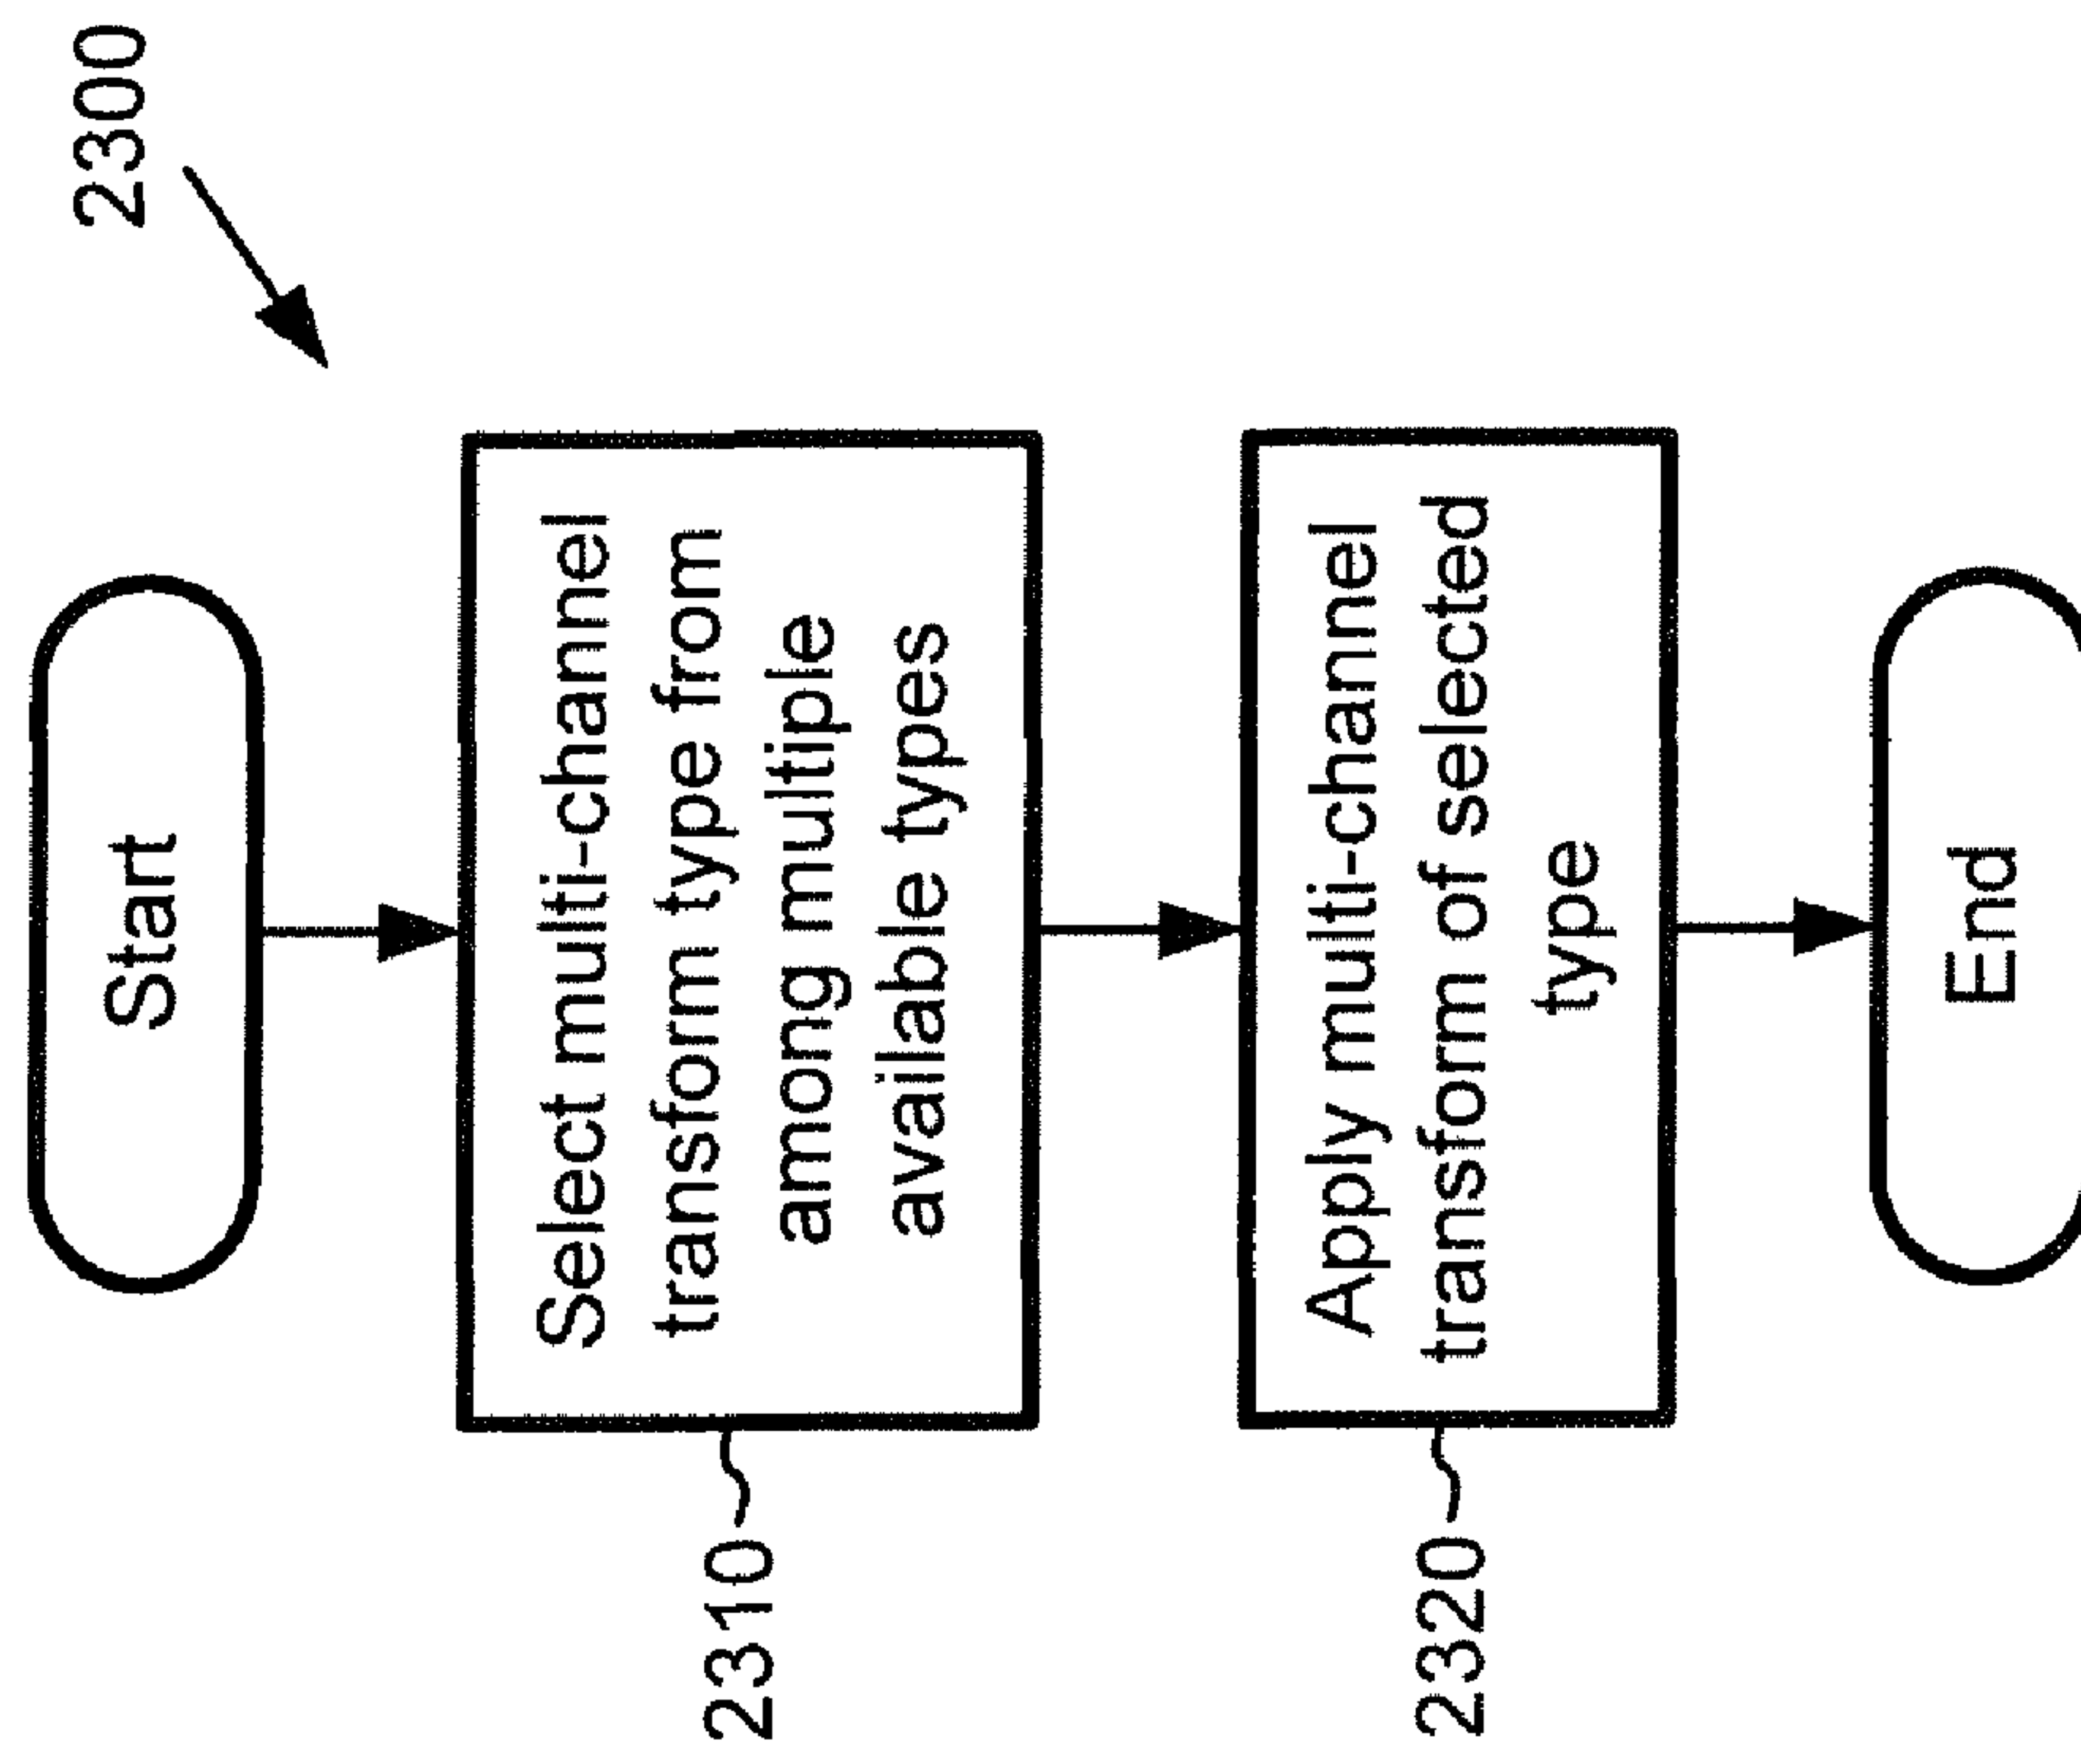 2300
Start
2310
Select multi-channel
transform type from
among multiple
available types
2320
Apply multi-channel
transform of selected
type
End